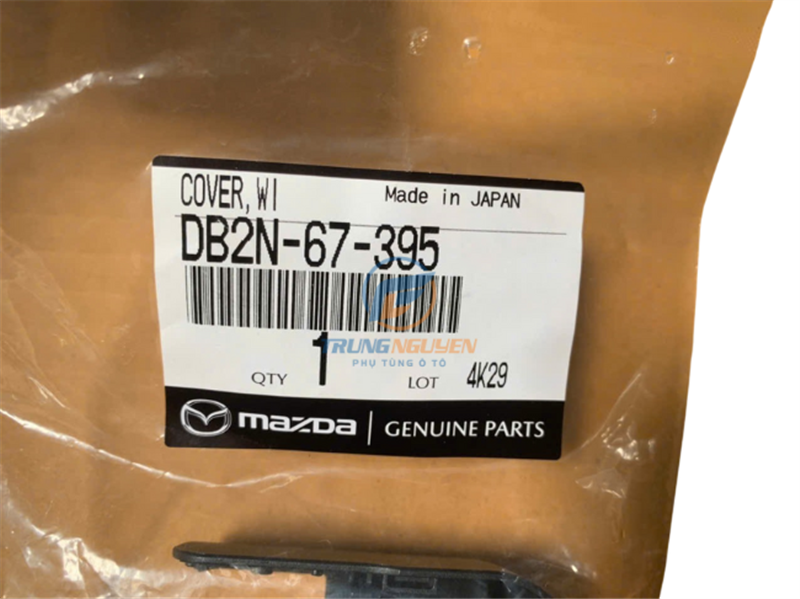 COVER, WI Made in JAPAN
DB2N-67-395
TRUNG NGUYEN
PHỤ TÙNG Ô TÔ
QTY 1 LOT 4K29
mazda | GENUINE PARTS